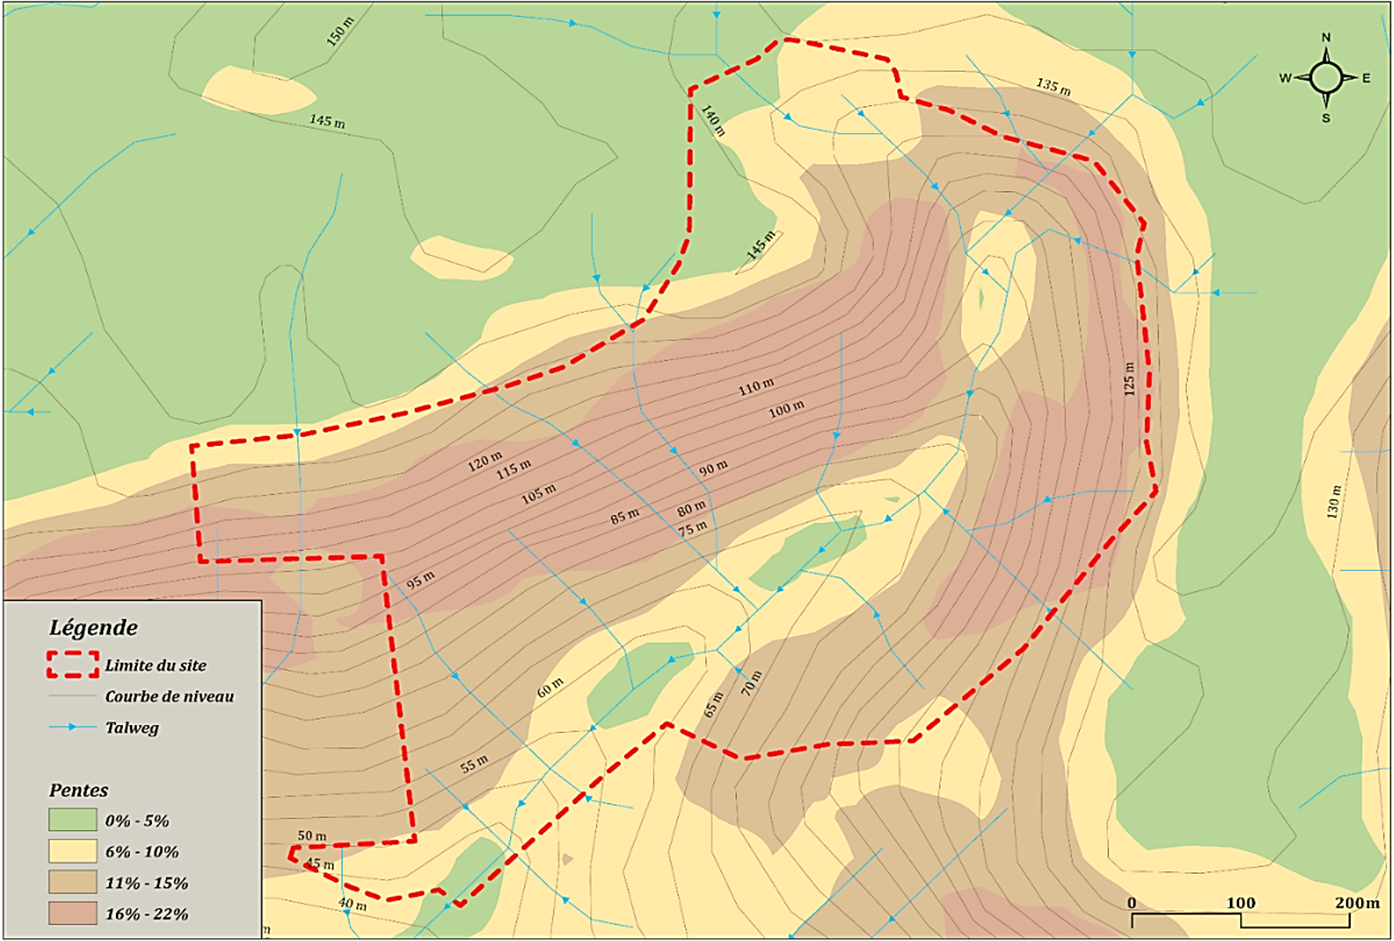 150 m
145 m
140 m
135 m
N
W E
S
145 m
125 m
110 m
100 m
120 m
115 m
105 m
90 m
85 m
80 m
75 m
130 m
95 m
60 m
65 m
70 m
55 m
50 m
45 m
40 m
m
Légende
Limite du site
Courbe de niveau
Talweg
Pentes
0% - 5%
6% - 10%
11% - 15%
16% - 22%
0 100 200m